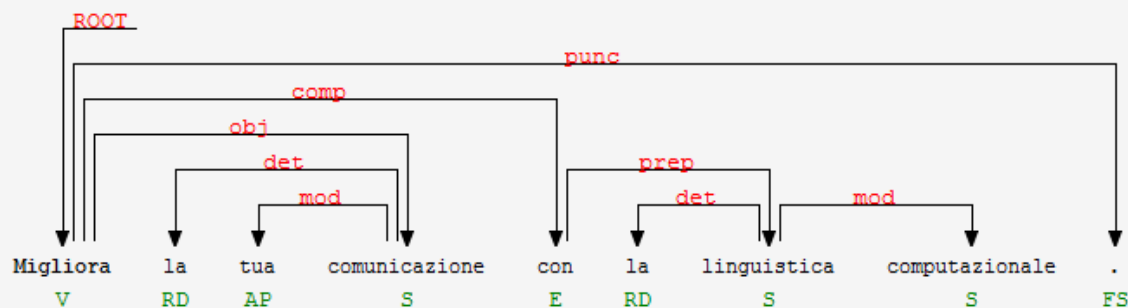 ROOT
punc
comp
obj
det prep
mod det mod
Migliora la tua comunicazione con la linguistica computazionale .
V RD AP S E RD S S FS